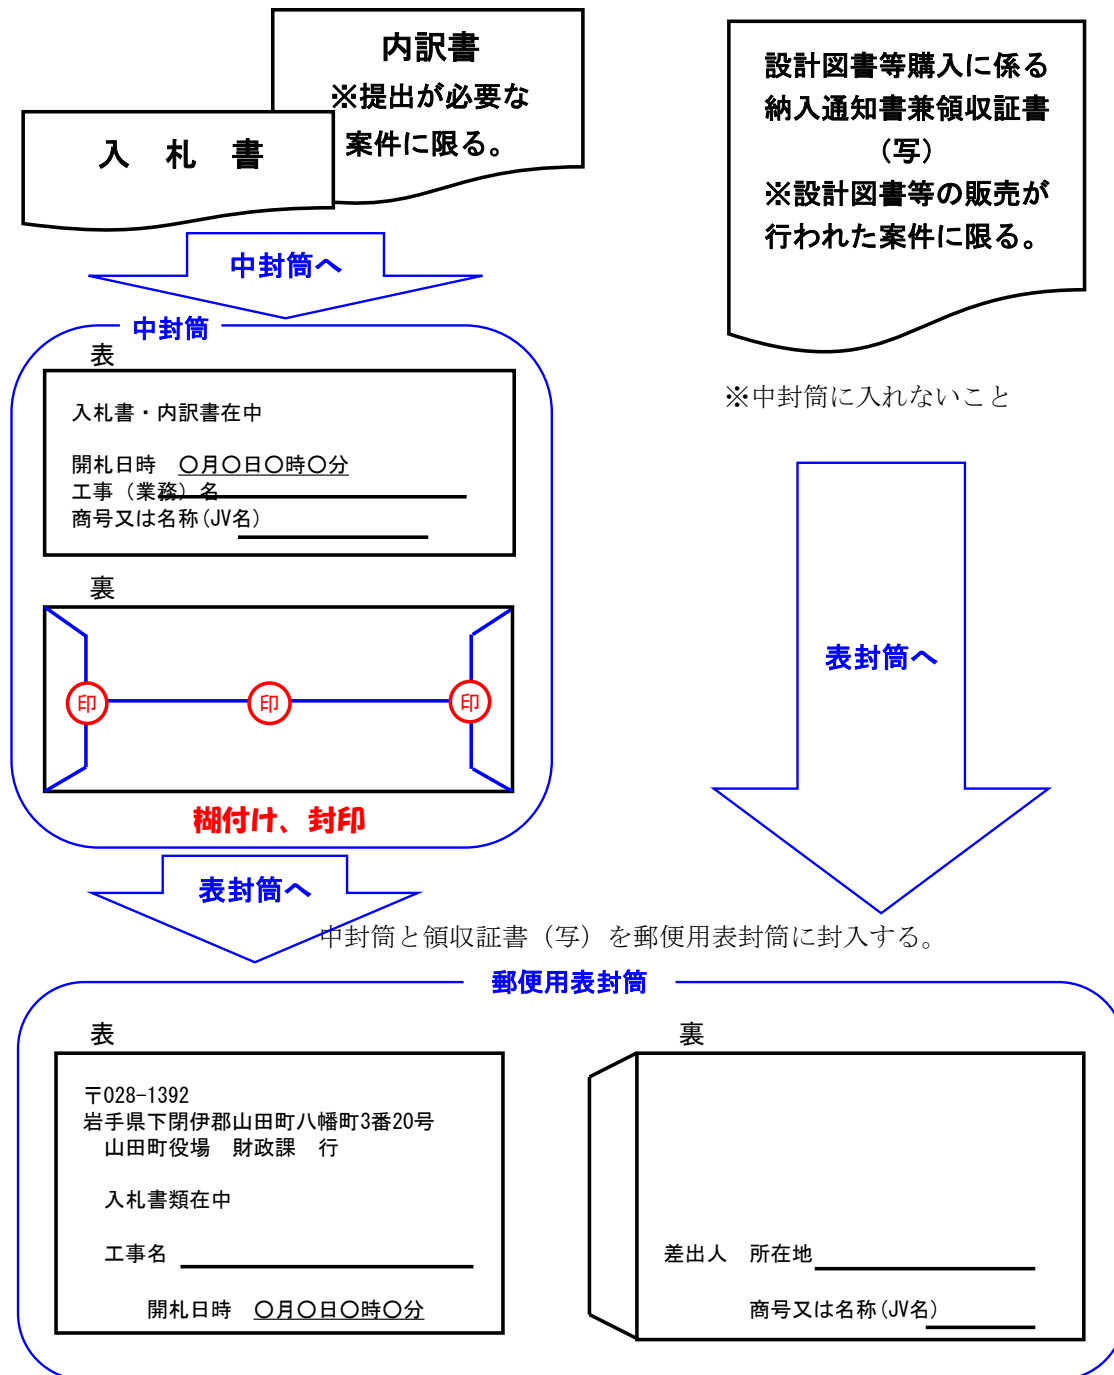 内訳書
※提出が必要な
案件に限る。
入　札　書
設計図書等購入に係る
納入通知書兼領収証書
（写）
※設計図書等の販売が
行われた案件に限る。
中封筒へ
中封筒
表
入札書・内訳書在中
開札日時　〇月〇日〇時〇分
工事（業務）名
商号又は名称(JV名)
裏
印
印
印
糊付け、封印
※中封筒に入れないこと
表封筒へ
表封筒へ
中封筒と領収証書（写）を郵便用表封筒に封入する。
郵便用表封筒
表
〒028-1392
岩手県下閉伊郡山田町八幡町3番20号
山田町役場　財政課　行
入札書類在中
工事名
開札日時　〇月〇日〇時〇分
裏
差出人　所在地
商号又は名称(JV名)